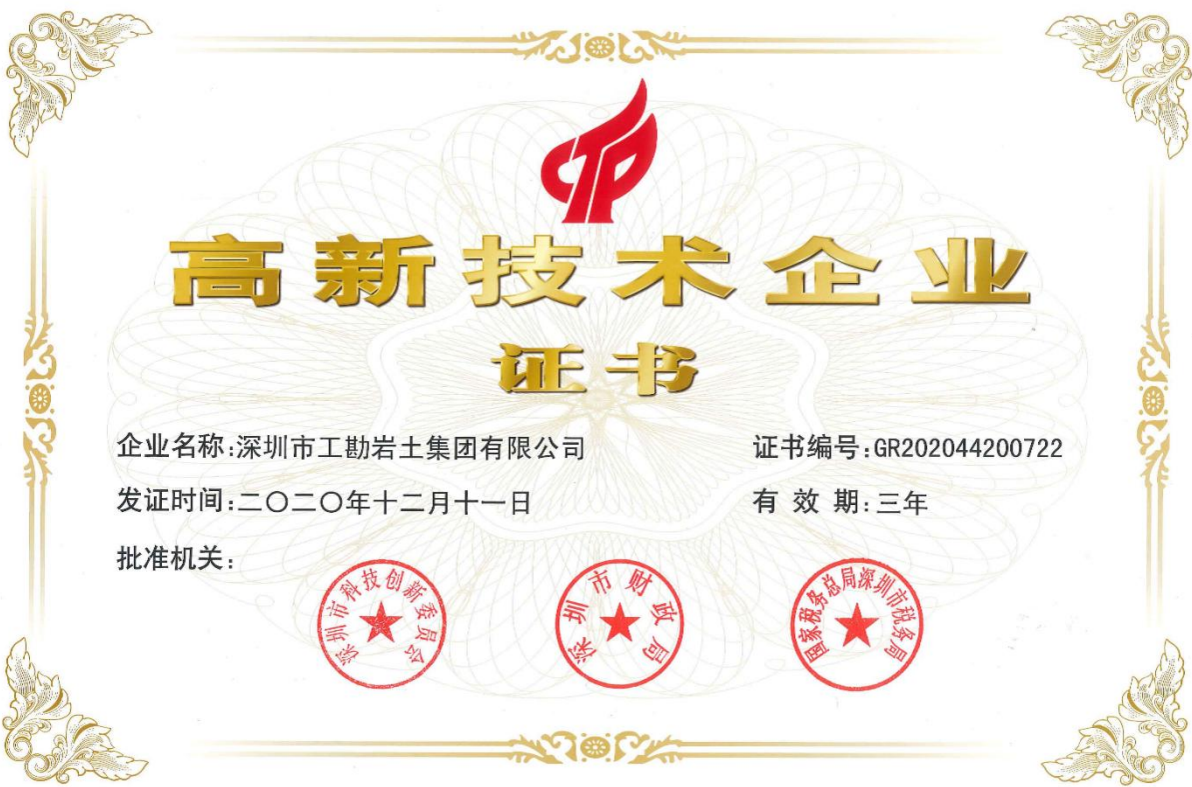 高新技术企业
证书
企业名称:深圳市工勘岩土集团有限公司
证书编号:GR202044200722
发证时间:二〇二〇年十二月十一日
有 效 期:三年
批准机关:
深圳市科技创新委员会
深圳市财政局
国家税务总局深圳市税务局